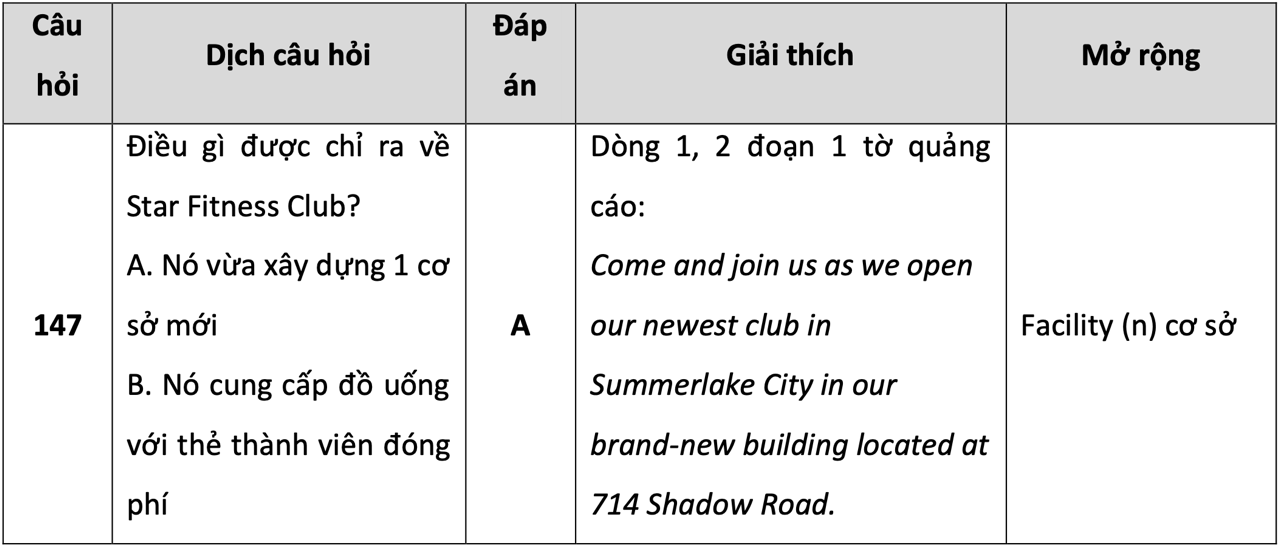 Câu hỏi
Dịch câu hỏi
Đáp án
Giải thích
Mở rộng
147
Điều gì được chỉ ra về
Star Fitness Club?
A. Nó vừa xây dựng 1 cơ
sở mới
B. Nó cung cấp đồ uống
với thẻ thành viên đóng
phí
A
Dòng 1, 2 đoạn 1 tờ quảng
cáo:
Come and join us as we open
our newest club in
Summerlake City in our
brand-new building located at
714 Shadow Road.
Facility (n) cơ sở